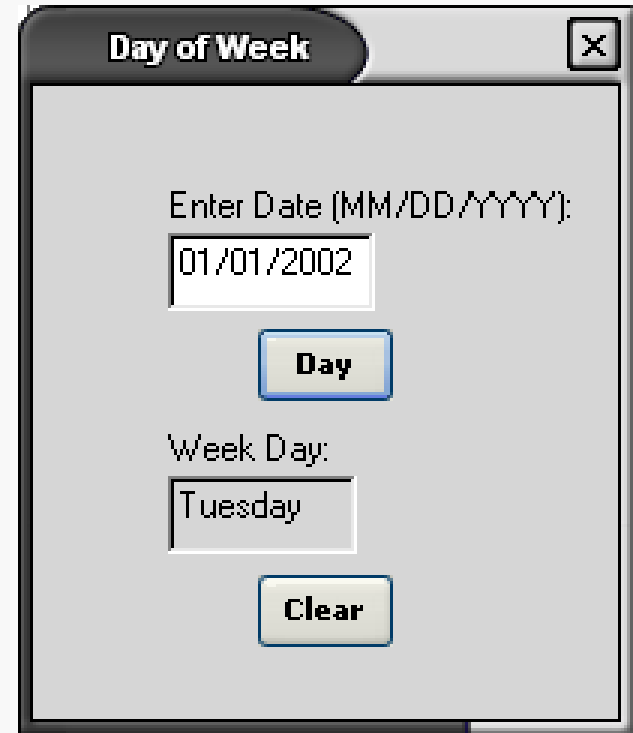 Day of Week
Enter Date (MM/DD/YYYY):
01/01/2002
Day
Week Day:
Tuesday
Clear